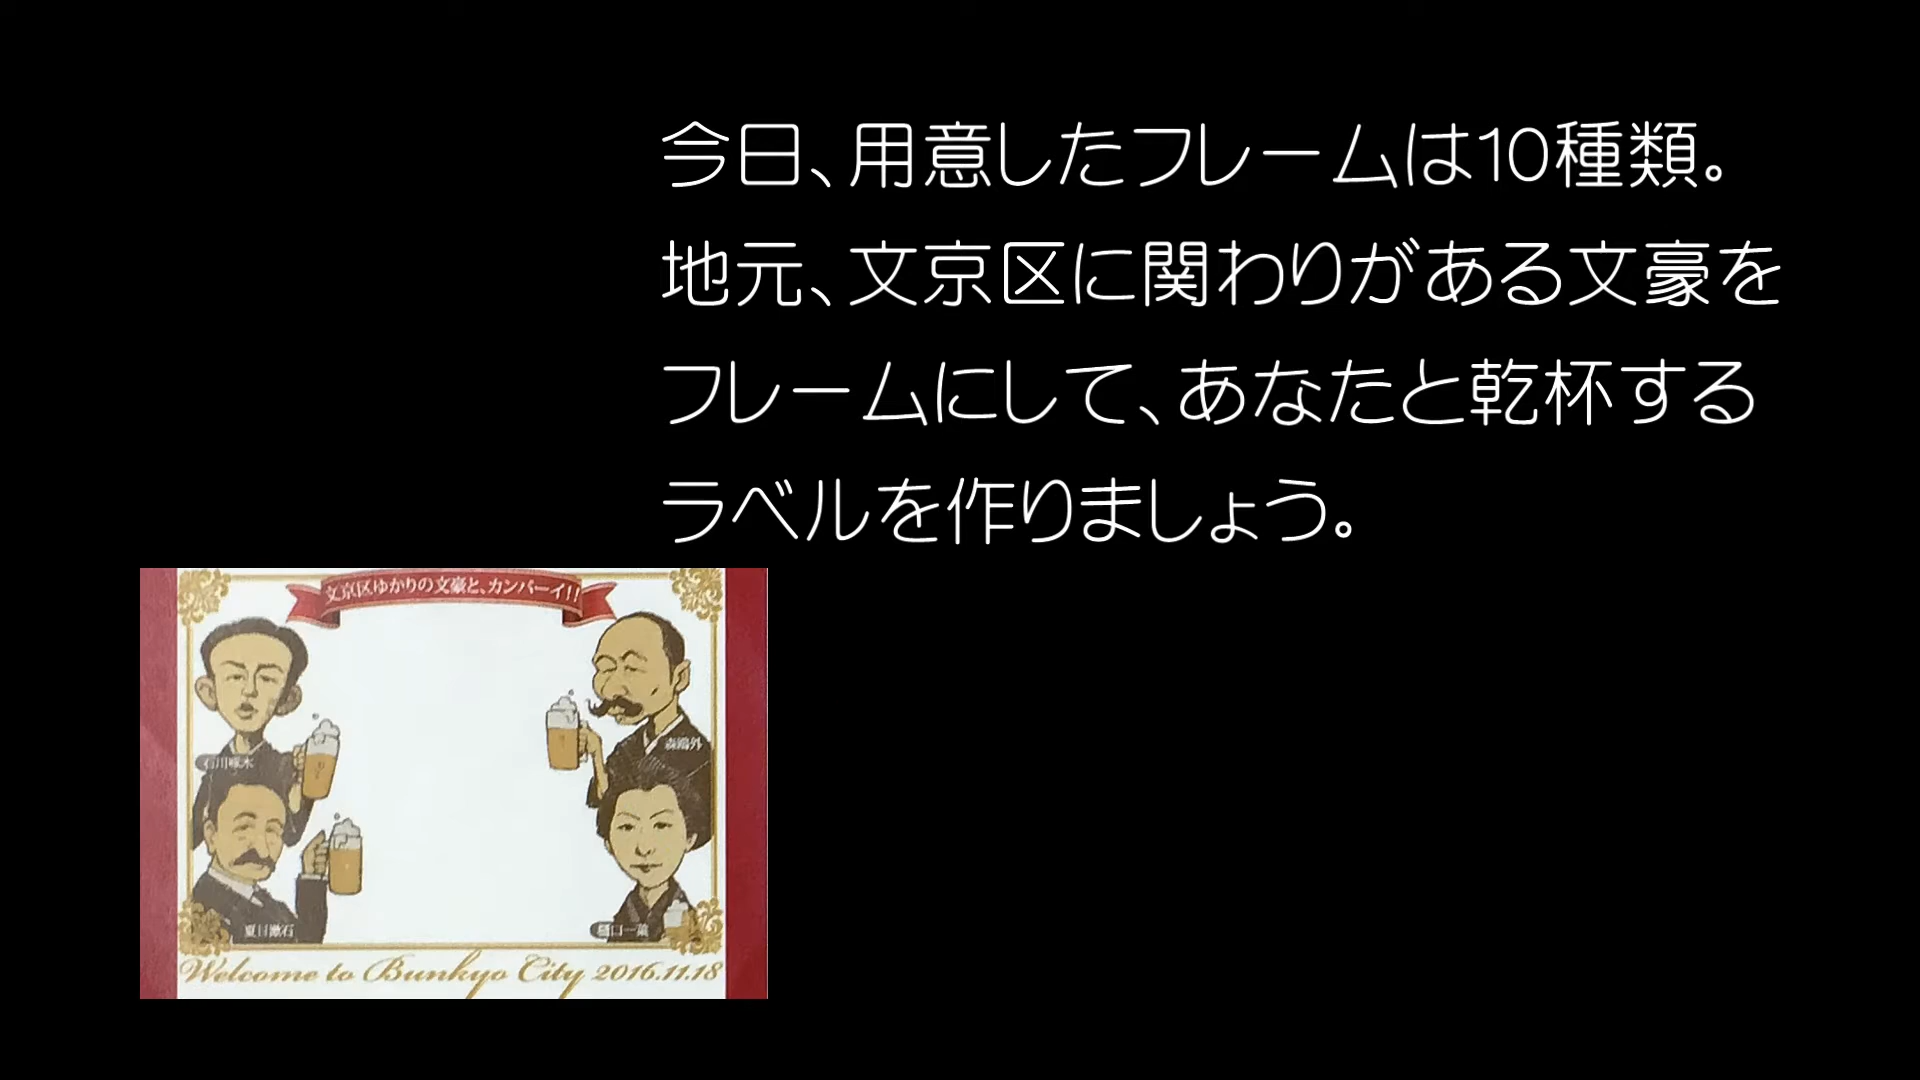 今日、用意したフレームは10種類。
地元、文京区に関わりがある文豪を
フレームにして、あなたと乾杯する
ラベルを作りましょう。
文京区ゆかりの文豪と、カンパーイ!!
石川啄木
森鷗外
夏目漱石
樋口一葉
Welcome to Bunkyo City 2016.11.18